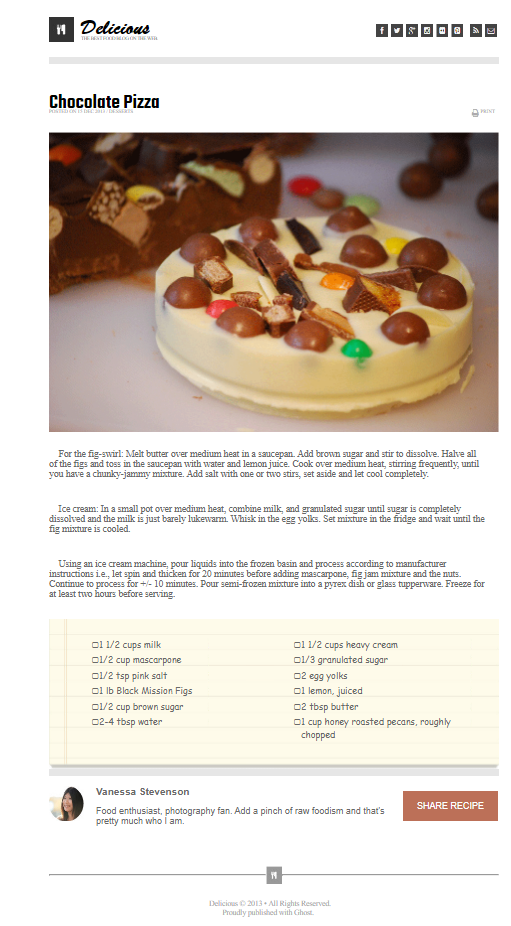 Delicious
THE BEST FOOD BLOG ON THE WEB
Chocolate Pizza
POSTED ON 17 DEC 2013 / DESSERTS
PRINT
For the fig-swirl: Melt butter over medium heat in a saucepan. Add brown sugar and stir to dissolve. Halve all
of the figs and toss in the saucepan with water and lemon juice. Cook over medium heat, stirring frequently, until
you have a chunky-jammy mixture. Add salt with one or two stirs, set aside and let cool completely.
Ice cream: In a small pot over medium heat, combine milk, and granulated sugar until sugar is completely
dissolved and the milk is just barely lukewarm. Whisk in the egg yolks. Set mixture in the fridge and wait until the
fig mixture is cooled.
Using an ice cream machine, pour liquids into the frozen basin and process according to manufacturer
instructions i.e., let spin and thicken for 20 minutes before adding mascarpone, fig jam mixture and the nuts.
Continue to process for +/- 10 minutes. Pour semi-frozen mixture into a pyrex dish or glass tupperware. Freeze for
at least two hours before serving.
1 1/2 cups milk
1/2 cup mascarpone
1/2 tsp pink salt
1 lb Black Mission Figs
1/2 cup brown sugar
2-4 tbsp water
1 1/2 cups heavy cream
1/3 granulated sugar
2 egg yolks
1 lemon, juiced
2 tbsp butter
1 cup honey roasted pecans, roughly
chopped
Vanessa Stevenson
Food enthusiast, photography fan. Add a pinch of raw foodism and that's
pretty much who I am.
SHARE RECIPE
Delicious © 2013 • All Rights Reserved.
Proudly published with Ghost.